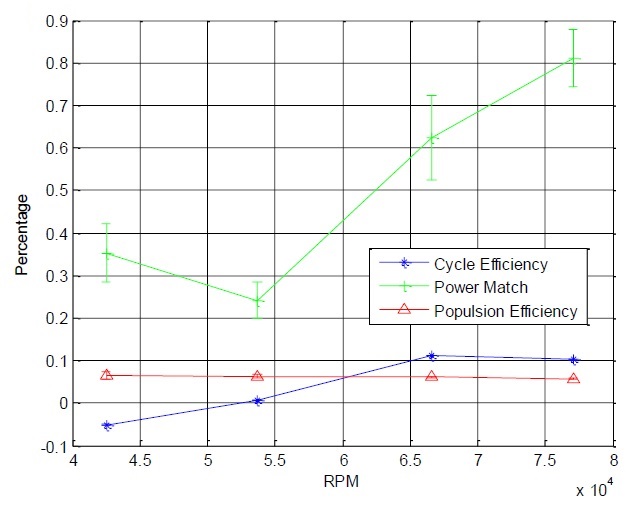 0.9
0.8
0.7
0.6
0.5
0.4
0.3
0.2
0.1
0
-0.1
Percentage
Cycle Efficiency
Power Match
Populsion Efficiency
4 4.5 5 5.5 6 6.5 7 7.5 8
RPM
x 10^4